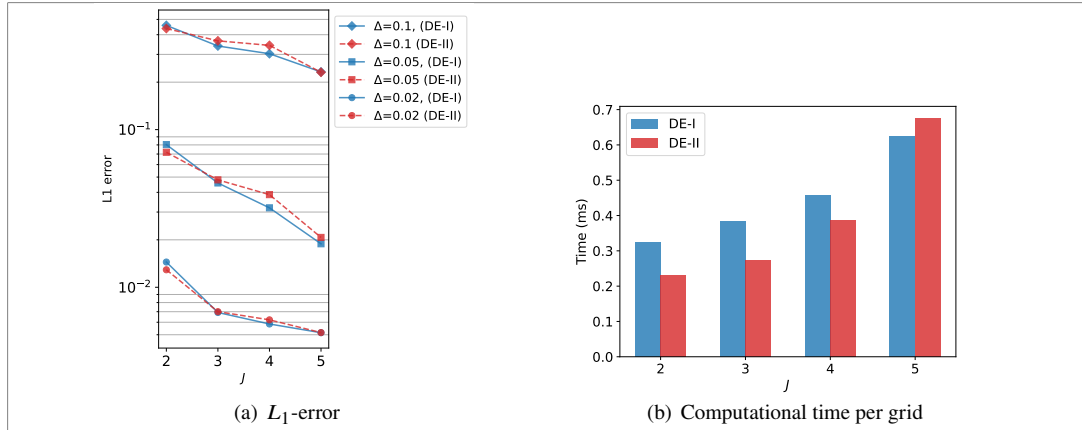 Δ=0.1, (DE-I)
Δ=0.1 (DE-II)
Δ=0.05, (DE-I)
Δ=0.05 (DE-II)
Δ=0.02, (DE-I)
Δ=0.02 (DE-II)
L1 error
10⁻¹
10⁻²
2 3 4 5
J
(a) L₁-error
DE-I
DE-II
Time (ms)
0.7
0.6
0.5
0.4
0.3
0.2
0.1
0.0
2 3 4 5
J
(b) Computational time per grid